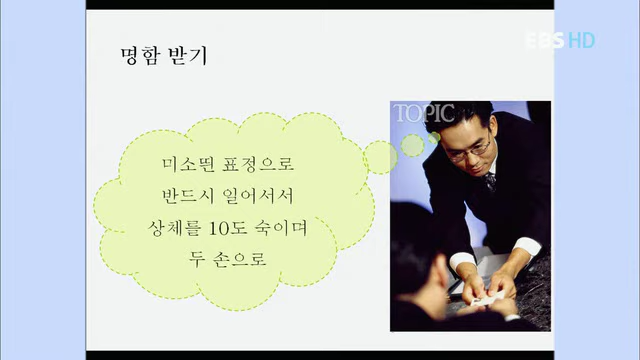 명함 받기
EBS HD
TOPIC
미소띈 표정으로
반드시 일어서서
상체를 10도 숙이며
두 손으로